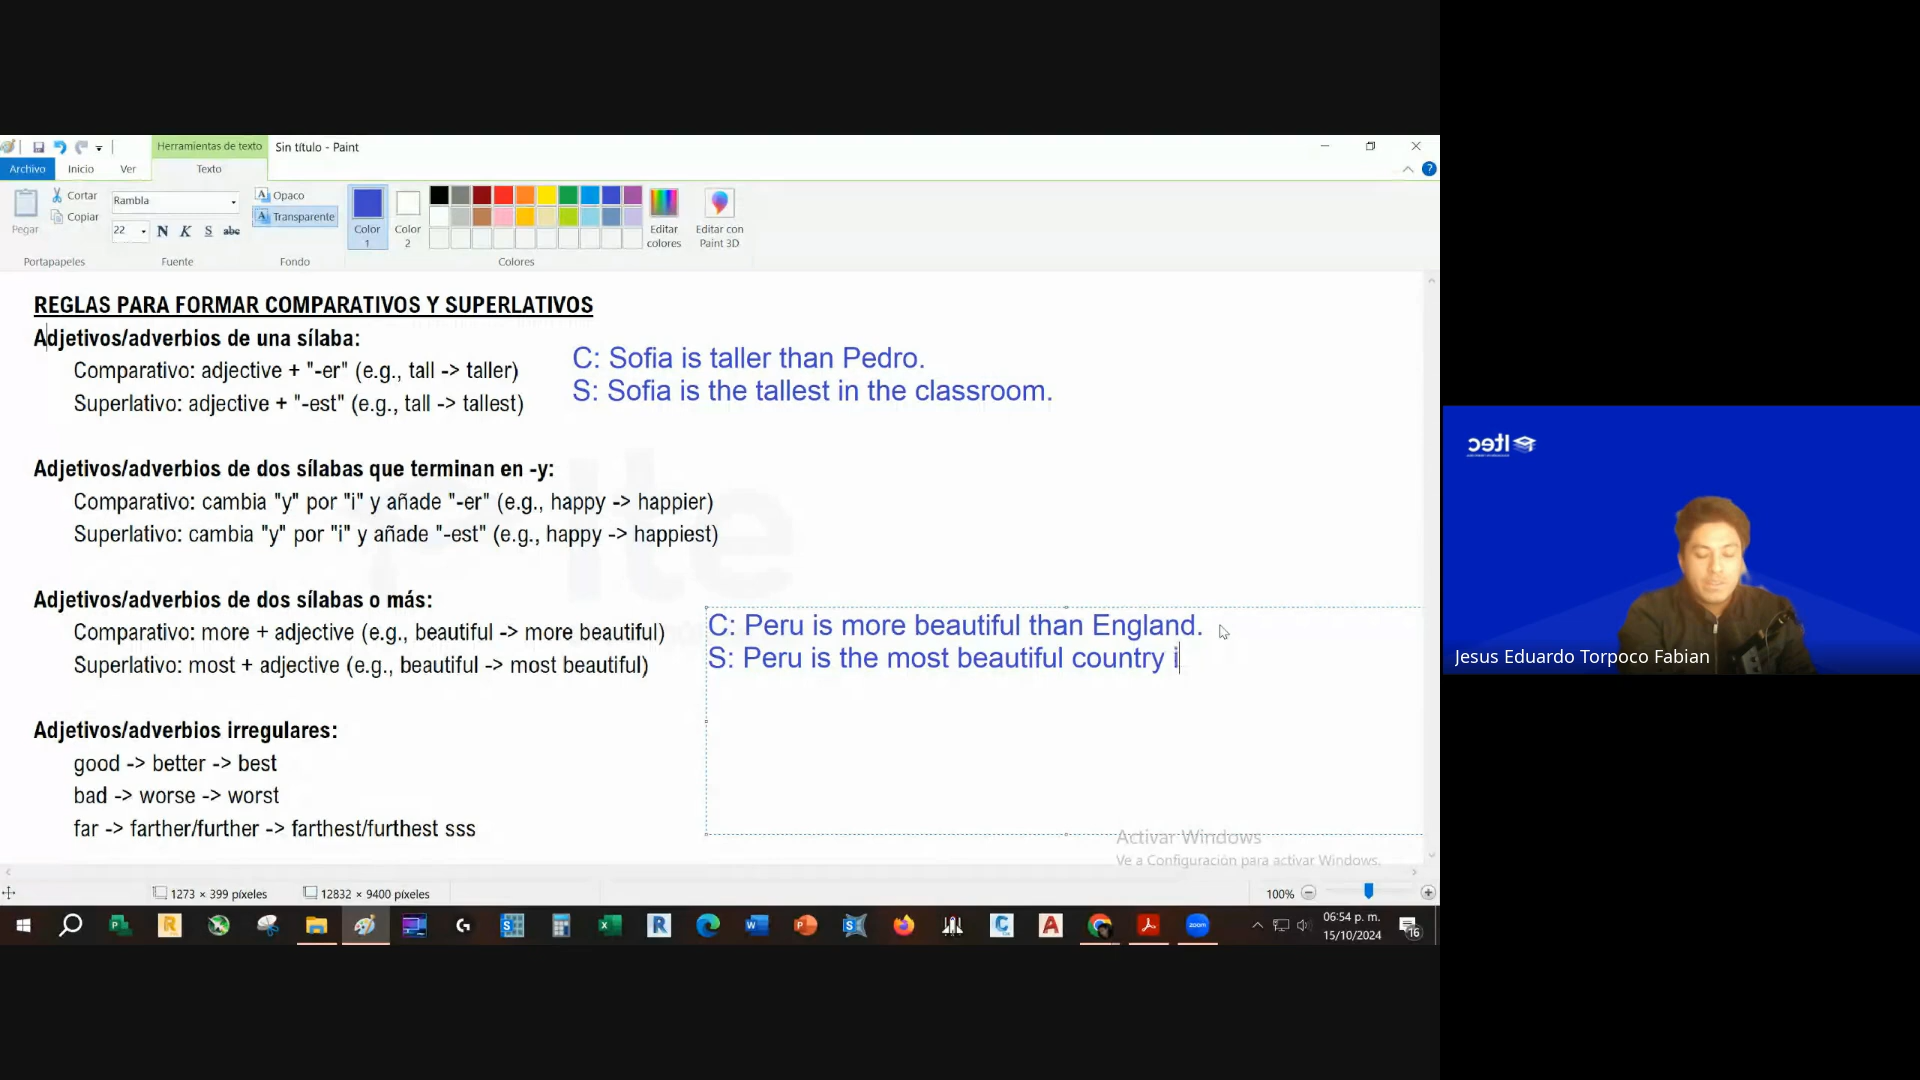 Herramientas de texto
Sin título - Paint
Archivo
Inicio
Ver
Texto
Pegar
Cortar
Copiar
Portapapeles
Rambla
22
N K S abc
Fuente
Opaco
Transparente
Fondo
Color 1
Color 2
Colores
Editar colores
Editar con Paint 3D
REGLAS PARA FORMAR COMPARATIVOS Y SUPERLATIVOS
Adjetivos/adverbios de una sílaba:
Comparativo: adjective + "-er" (e.g., tall -> taller)
Superlativo: adjective + "-est" (e.g., tall -> tallest)
C: Sofia is taller than Pedro.
S: Sofia is the tallest in the classroom.
Adjetivos/adverbios de dos sílabas que terminan en -y:
Comparativo: cambia "y" por "i" y añade "-er" (e.g., happy -> happier)
Superlativo: cambia "y" por "i" y añade "-est" (e.g., happy -> happiest)
Adjetivos/adverbios de dos sílabas o más:
Comparativo: more + adjective (e.g., beautiful -> more beautiful)
Superlativo: most + adjective (e.g., beautiful -> most beautiful)
C: Peru is more beautiful than England.
S: Peru is the most beautiful country i
Adjetivos/adverbios irregulares:
good -> better -> best
bad -> worse -> worst
far -> farther/further -> farthest/furthest sss
Activar Windows
Ve a Configuración para activar Windows.
1273 × 399 píxeles
12832 × 9400 píxeles
100%
zoom
06:54 p. m.
15/10/2024
16
Itec
Jesus Eduardo Torpoco Fabian